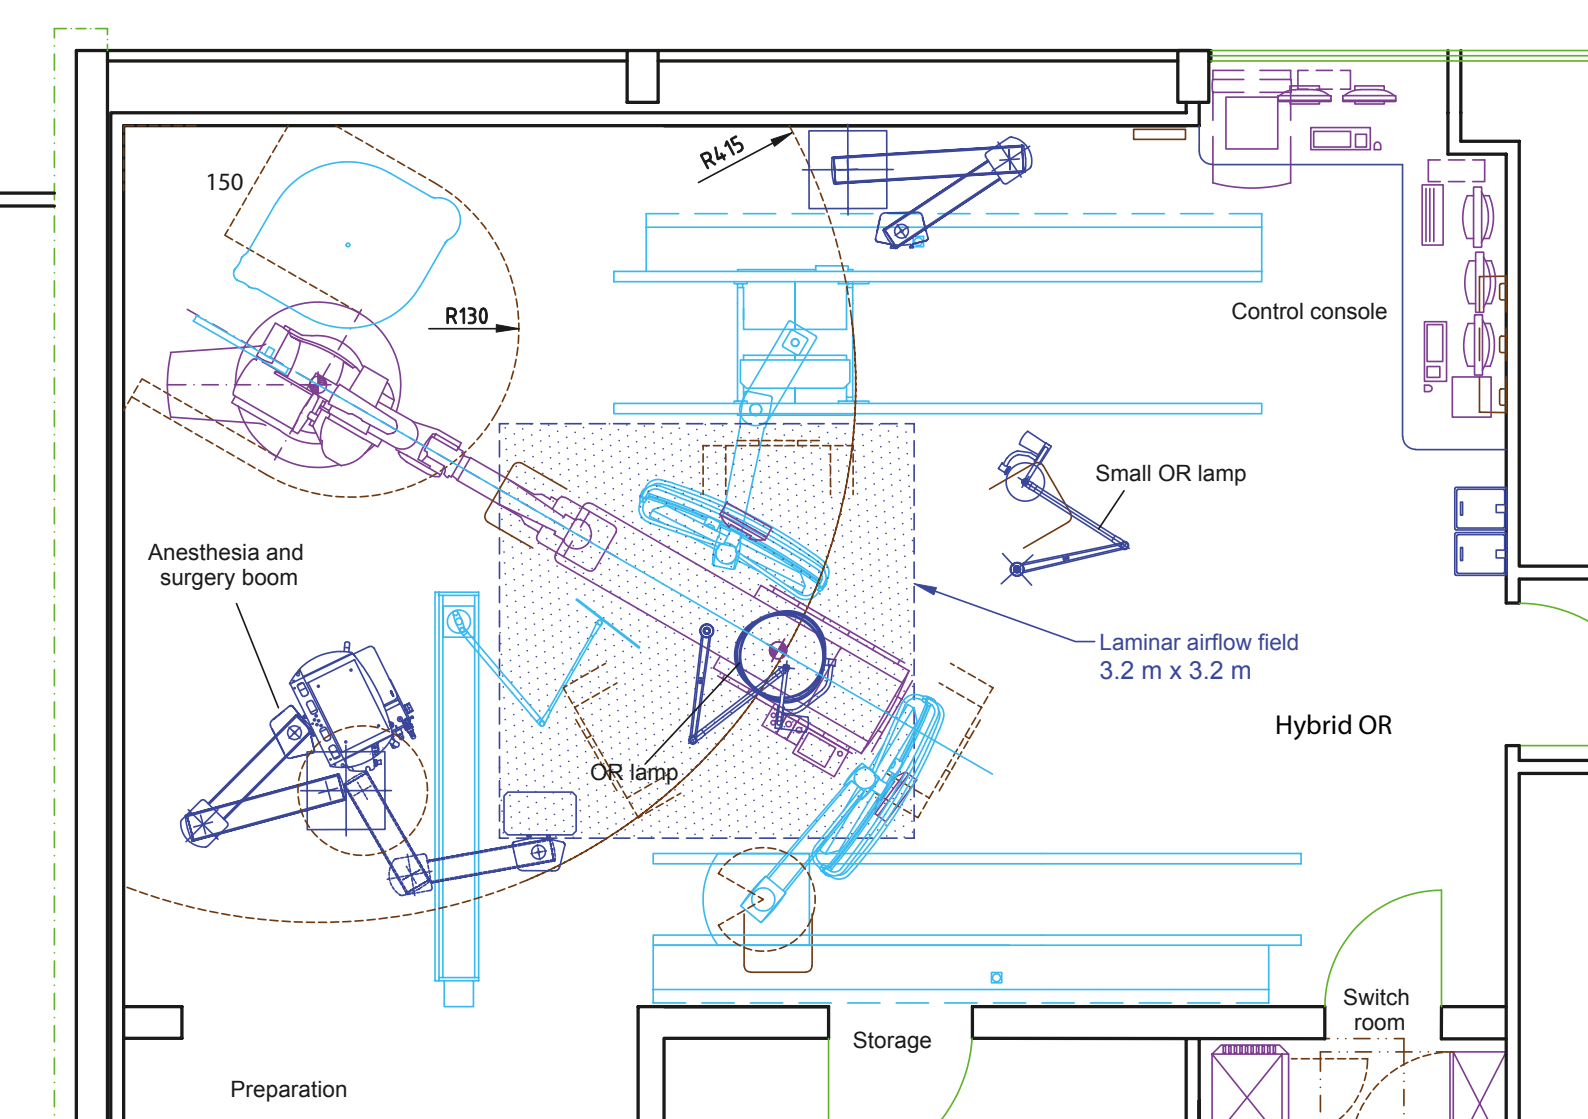 R415
150
R130
Control console
Small OR lamp
Anesthesia and
surgery boom
Laminar airflow field
3.2 m x 3.2 m
Hybrid OR
OR lamp
Switch
room
Storage
Preparation